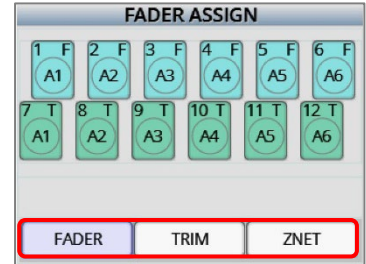 FADER ASSIGN
1 F 2 F 3 F 4 F 5 F 6 F
A1 A2 A3 A4 A5 A6
7 T 8 T 9 T 10 T 11 T 12 T
A1 A2 A3 A4 A5 A6
FADER TRIM ZNET